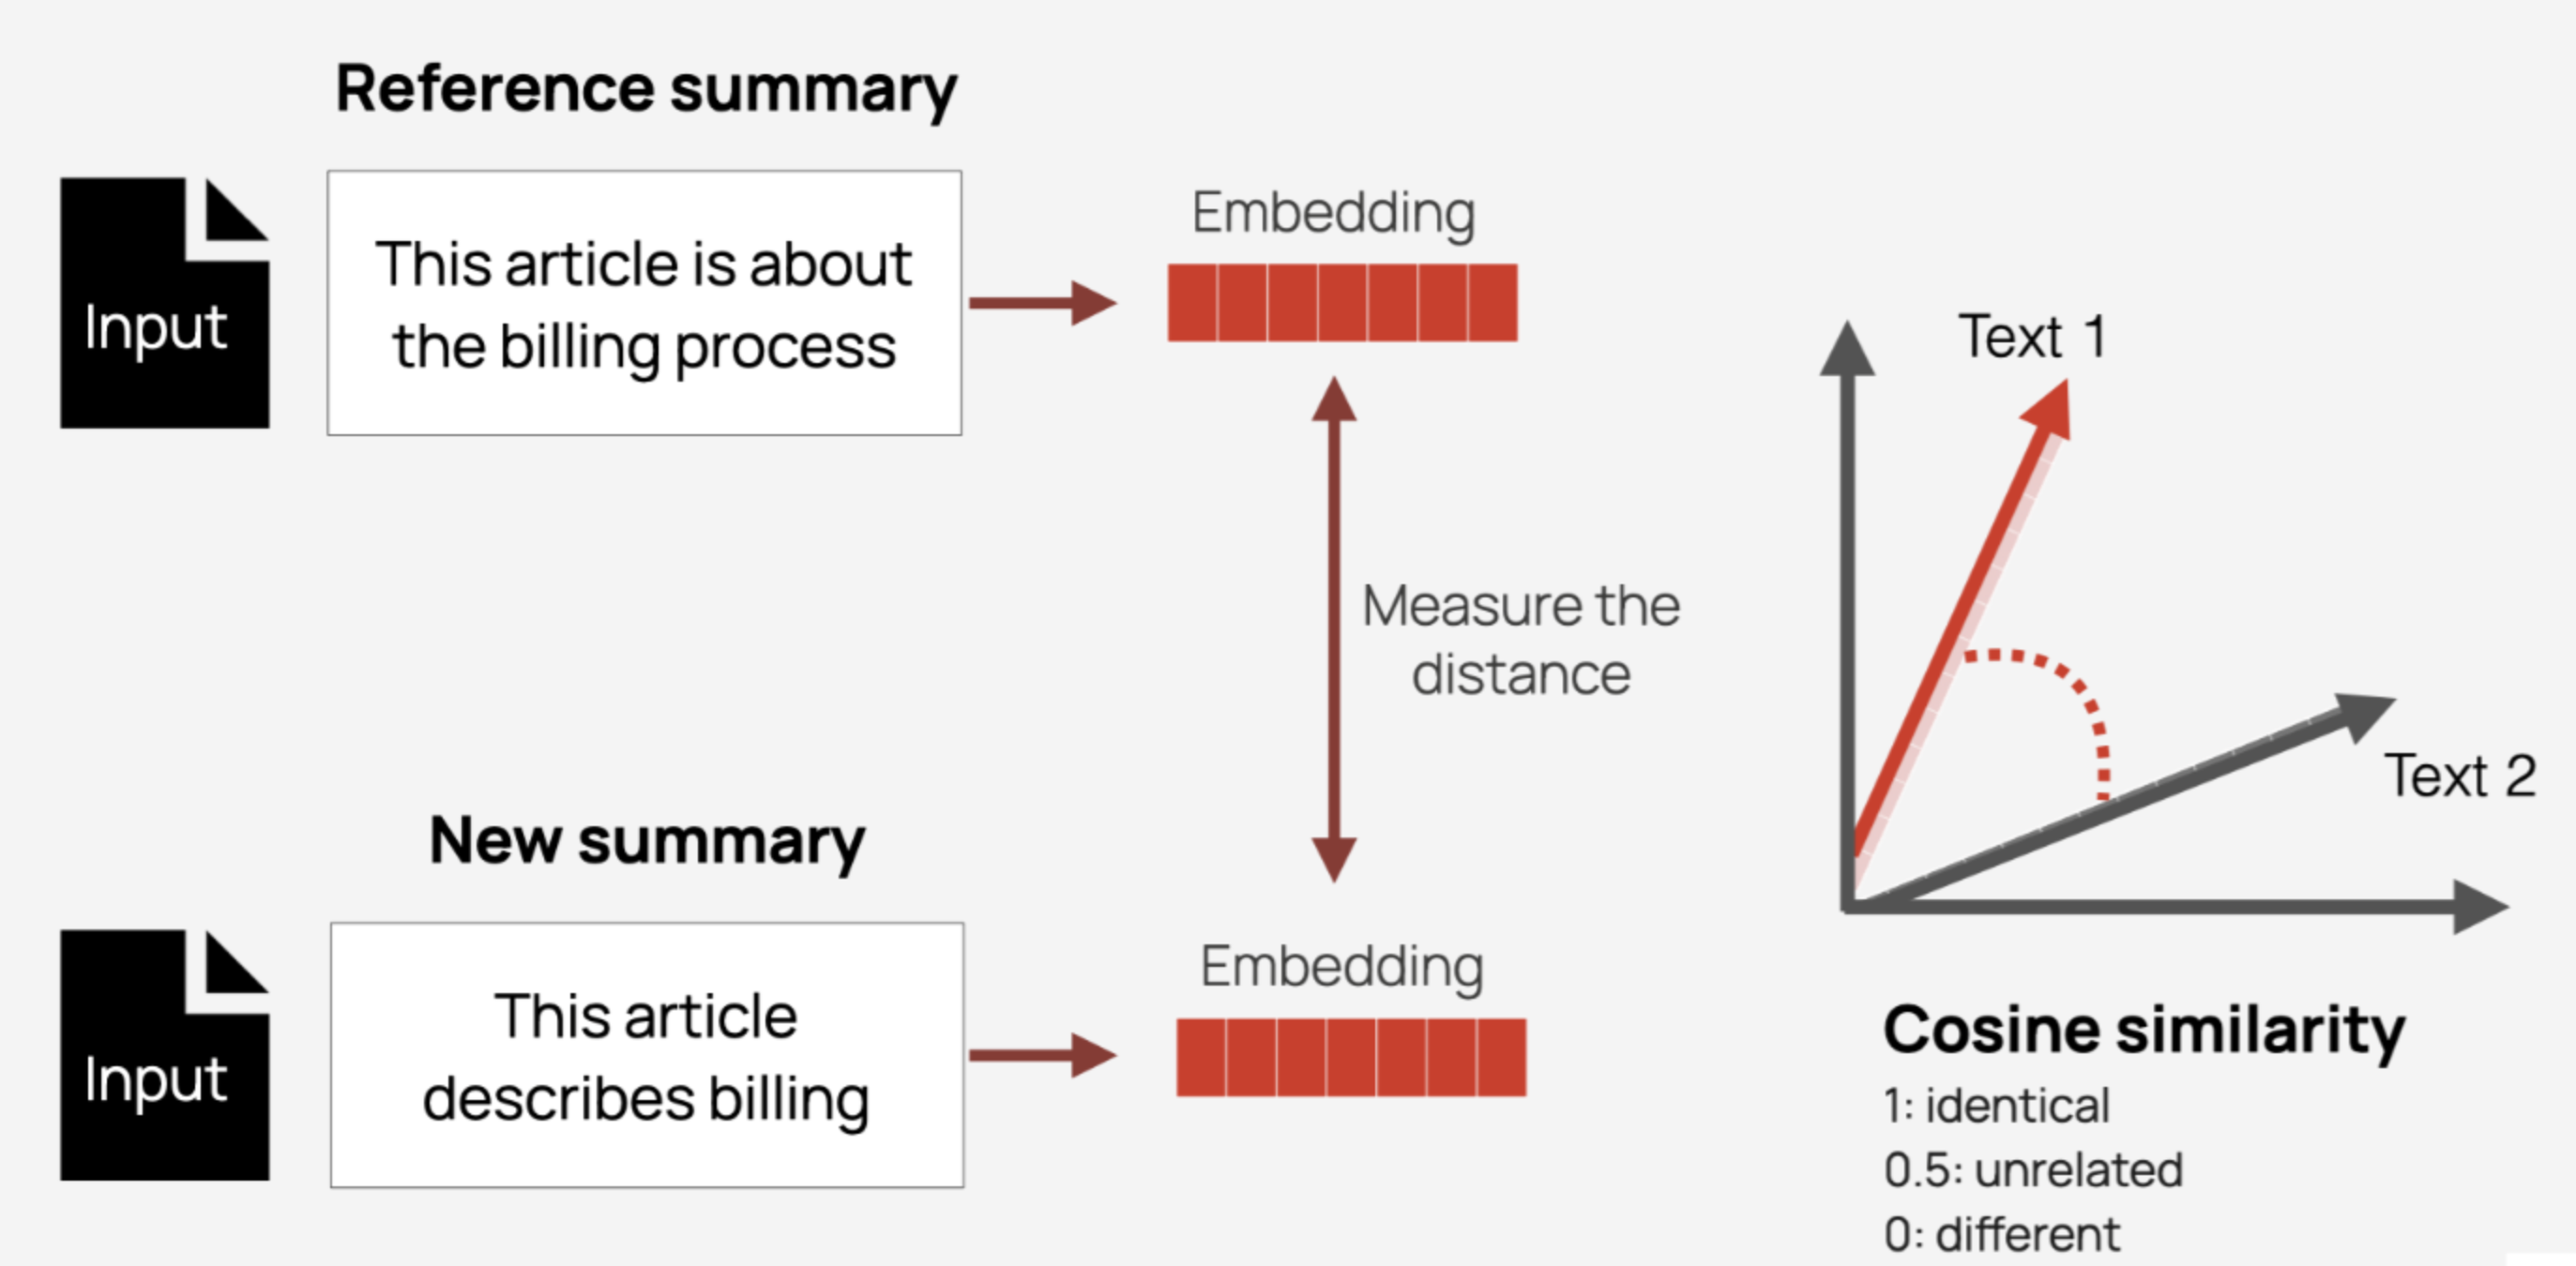 Reference summary
Input
This article is about
the billing process
Embedding
Measure the
distance
New summary
Input
This article
describes billing
Embedding
Text 1
Text 2
Cosine similarity
1: identical
0.5: unrelated
0: different